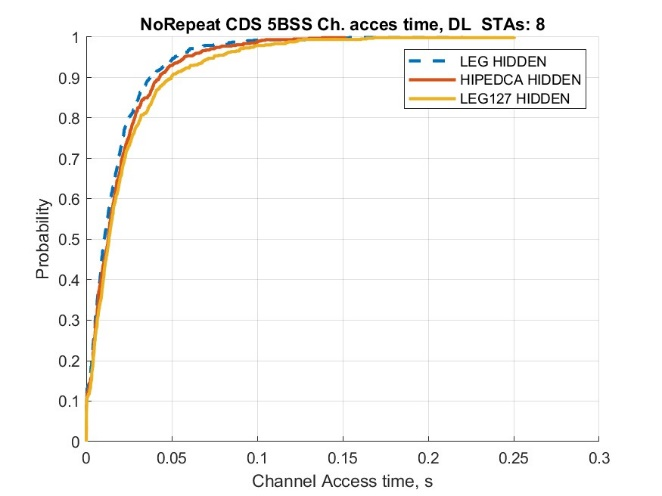 NoRepeat CDS 5BSS Ch. acces time, DL  STAs: 8
1
0.9
0.8
0.7
0.6
0.5
0.4
0.3
0.2
0.1
0
Probability
LEG HIDDEN
HIPEDCA HIDDEN
LEG127 HIDDEN
0 0.05 0.1 0.15 0.2 0.25 0.3
Channel Access time, s